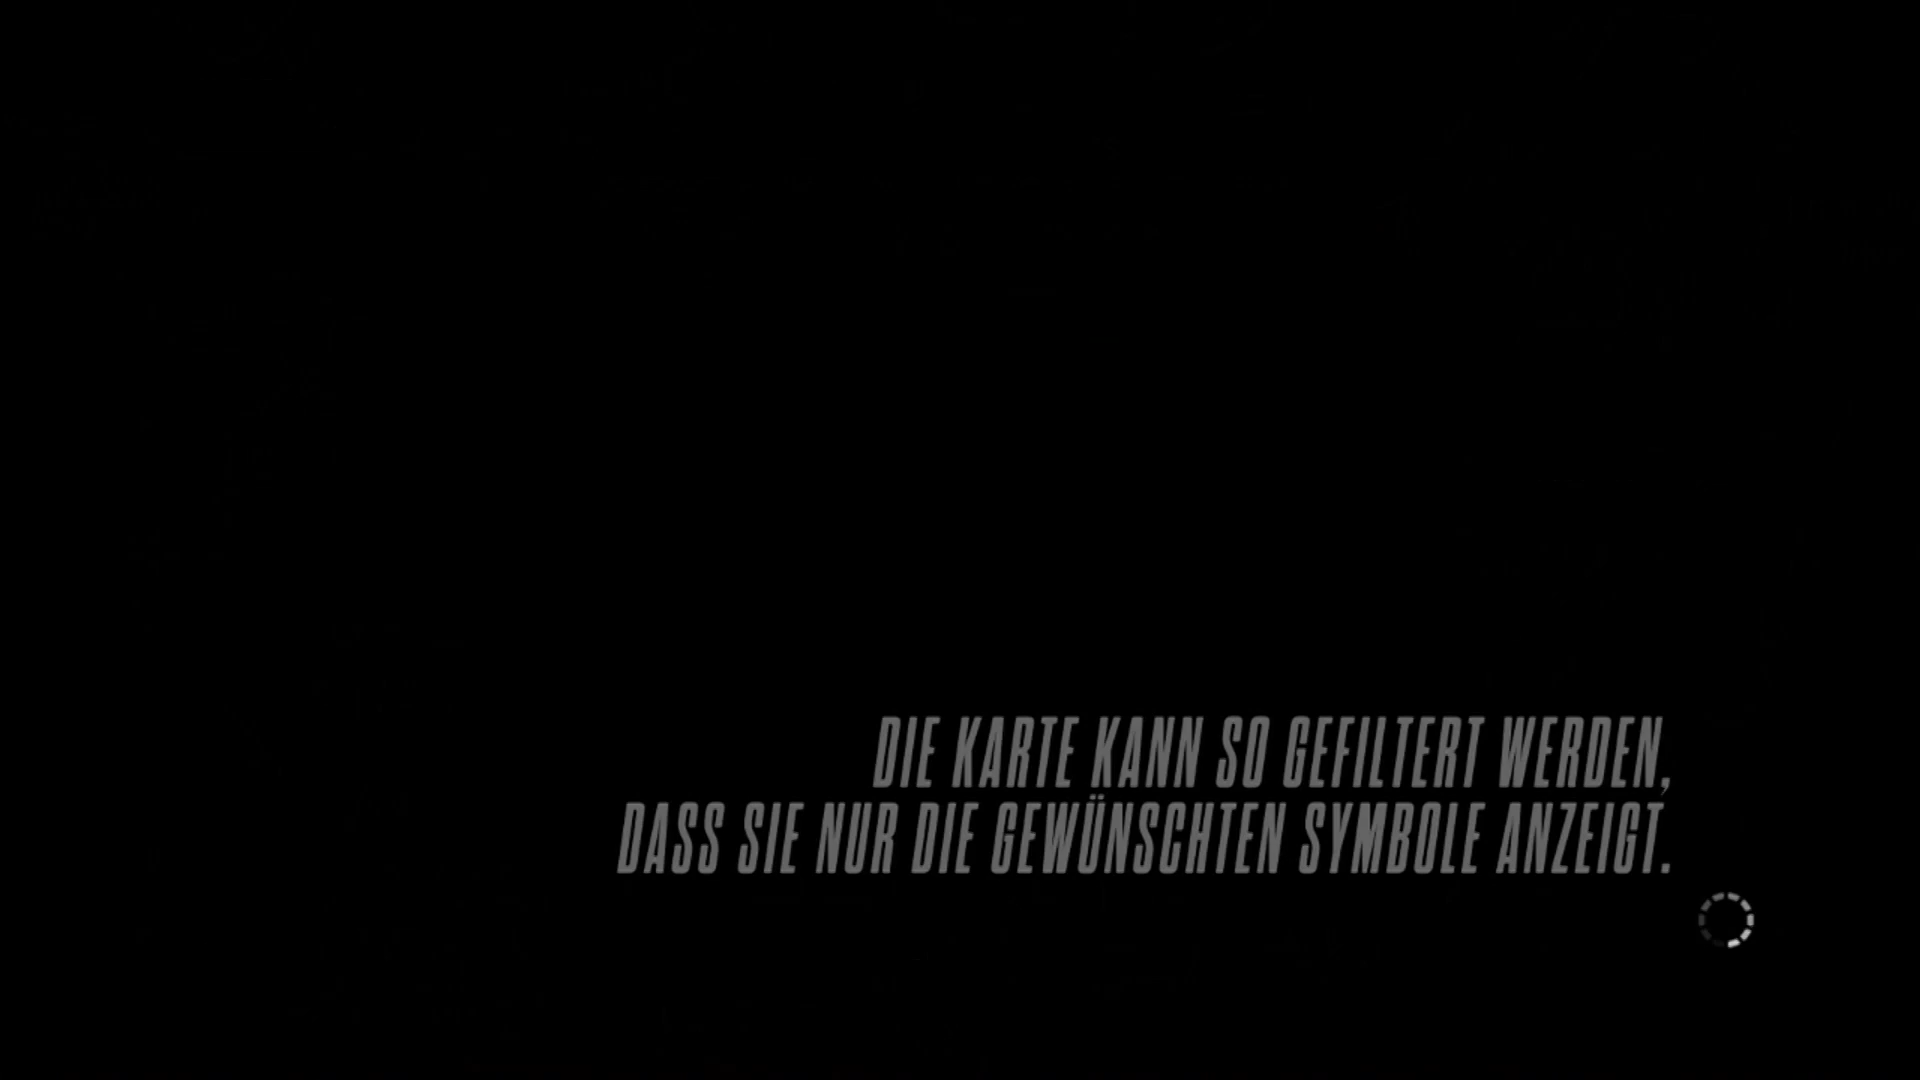 DIE KARTE KANN SO GEFILTERT WERDEN,
DASS SIE NUR DIE GEWÜNSCHTEN SYMBOLE ANZEIGT.